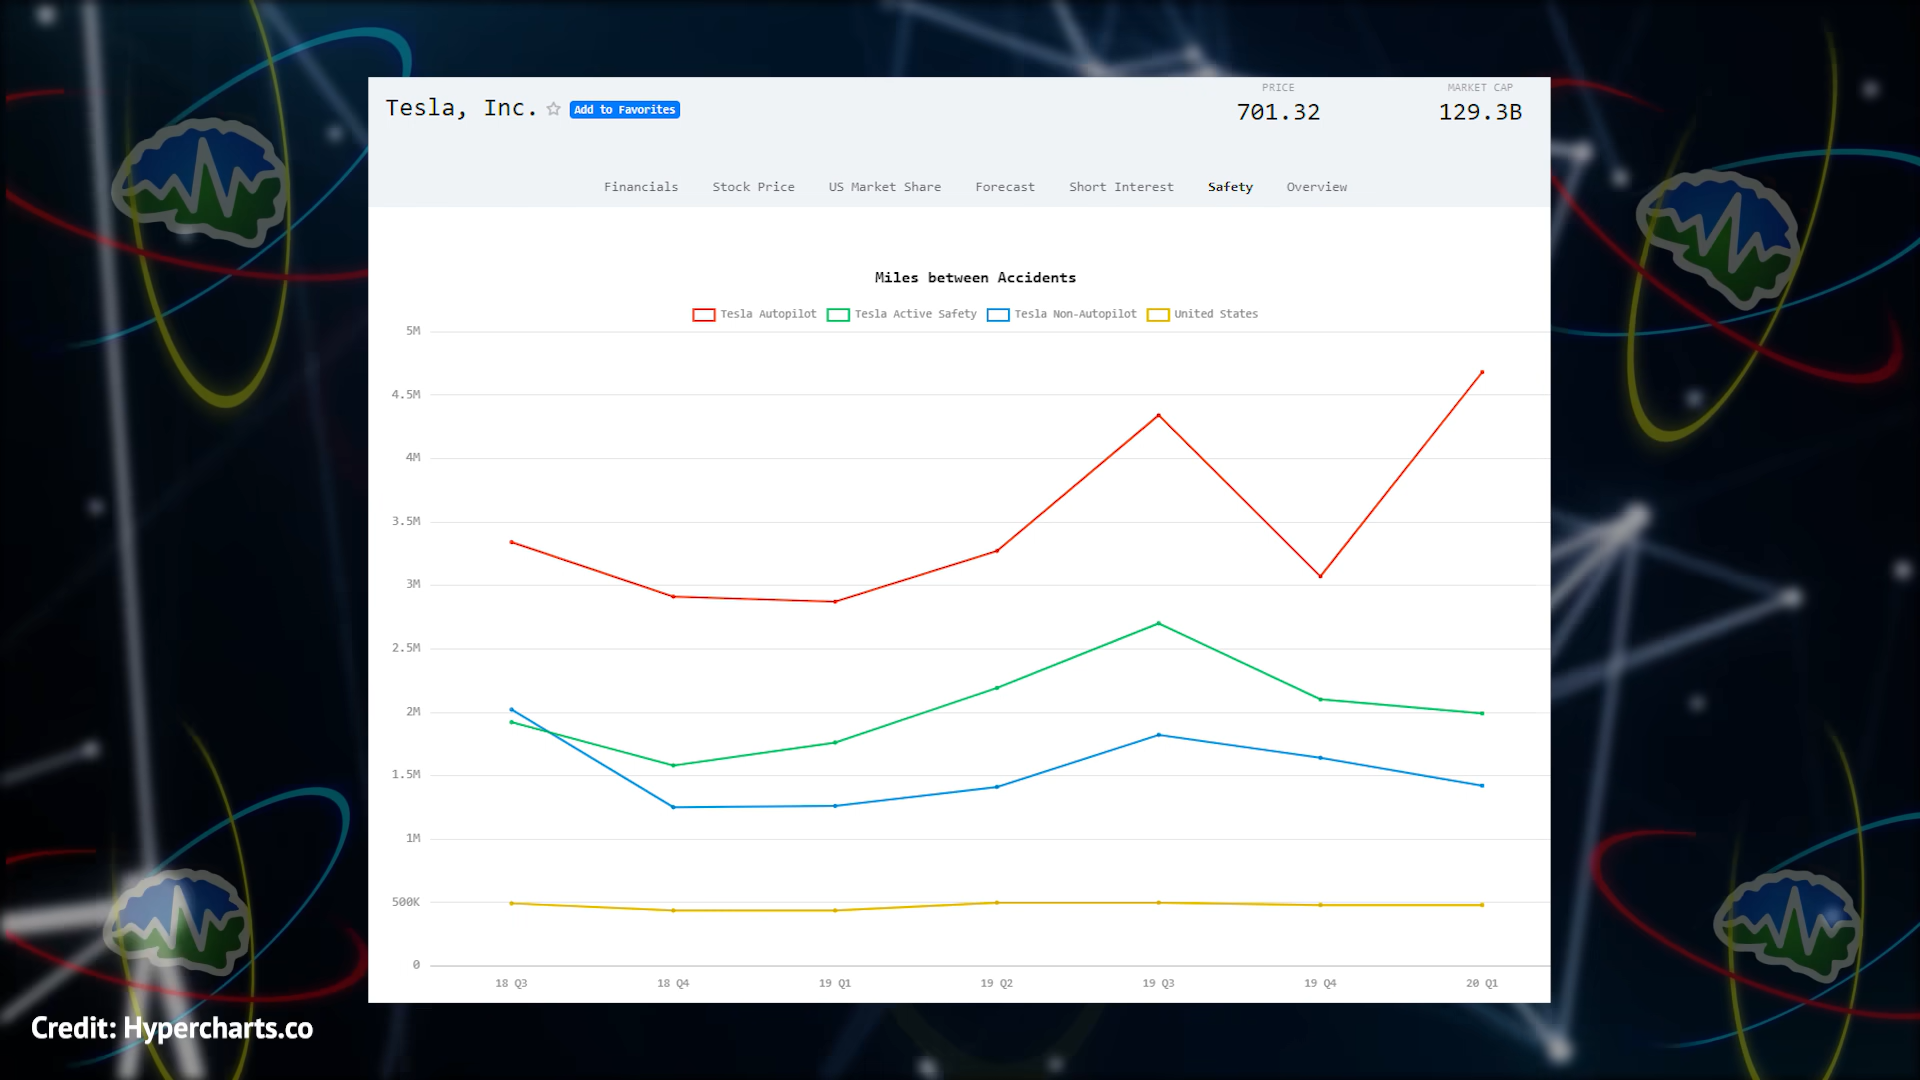 PRICE MARKET CAP
Tesla, Inc. Add to Favorites 701.32 129.3B
Financials Stock Price US Market Share Forecast Short Interest Safety Overview
Miles between Accidents
Tesla Autopilot Tesla Active Safety Tesla Non-Autopilot United States
5M
4.5M
4M
3.5M
3M
2.5M
2M
1.5M
1M
500K
0
18 Q3 18 Q4 19 Q1 19 Q2 19 Q3 19 Q4 20 Q1
Credit: Hypercharts.co